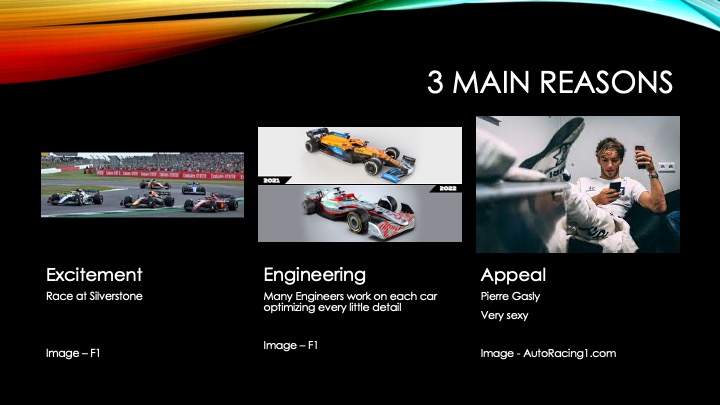 3 MAIN REASONS
2021
2022
Excitement
Race at Silverstone
Image – F1
Engineering
Many Engineers work on each car
optimizing every little detail
Image – F1
Appeal
Pierre Gasly
Very sexy
Image - AutoRacing1.com